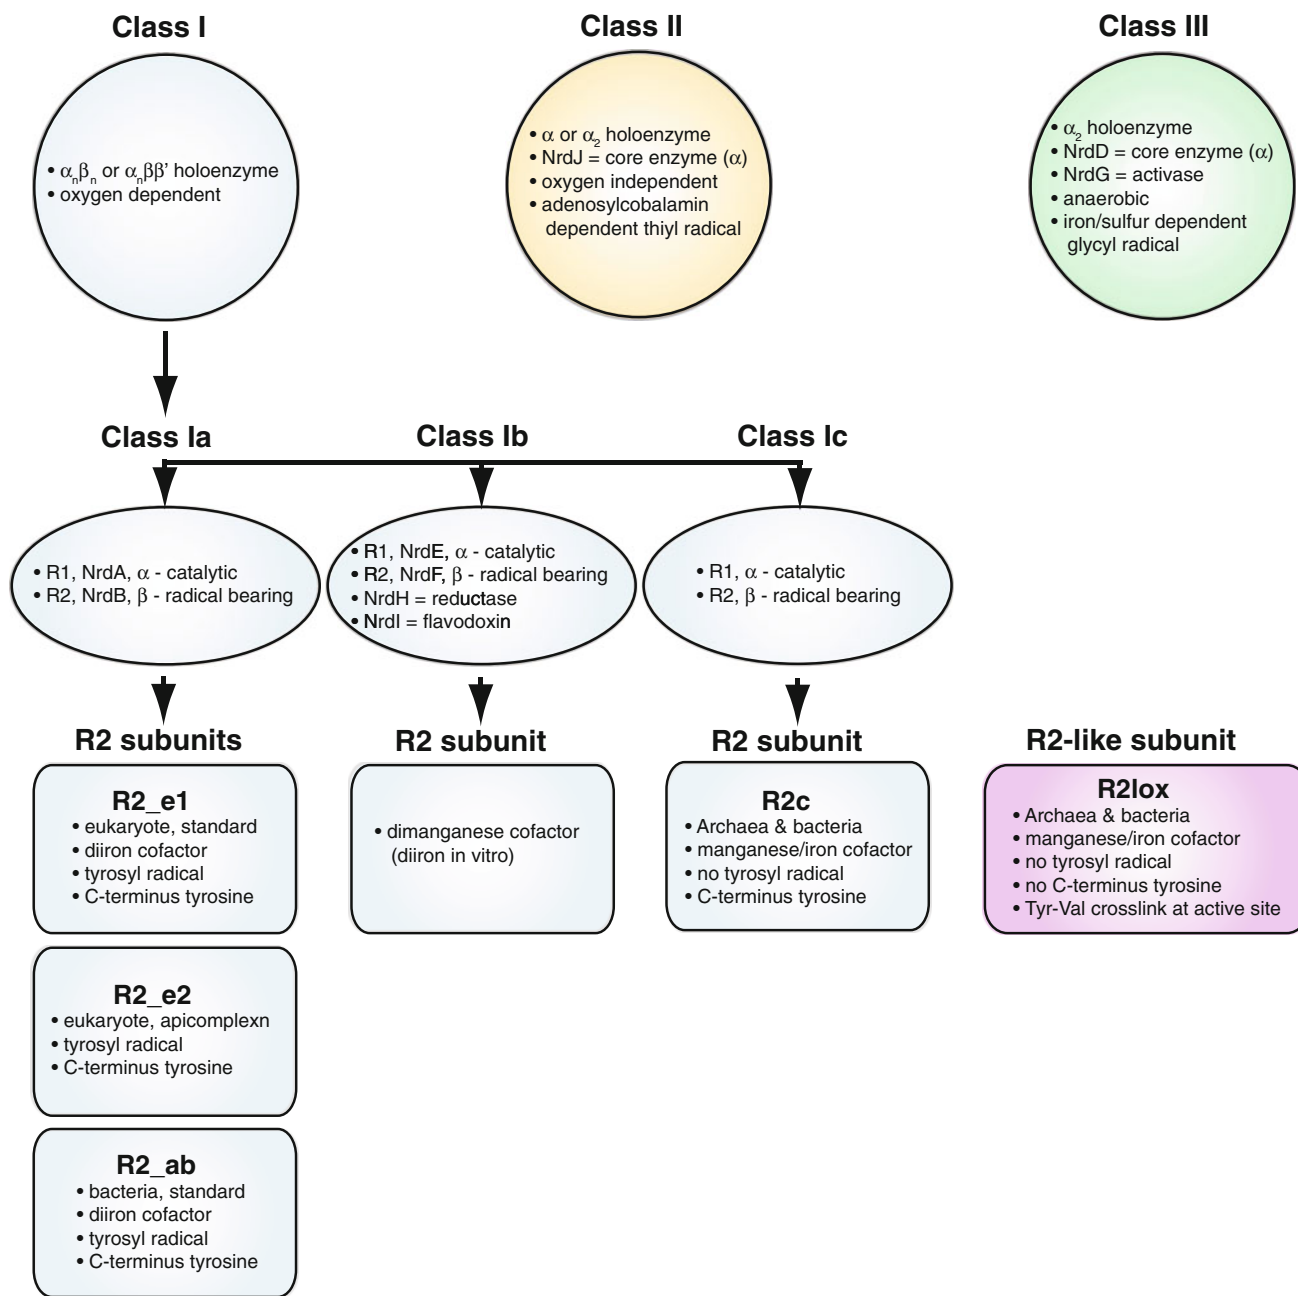 Class I
Class II
Class III
• αₙβₙ or αₙββ' holoenzyme
• oxygen dependent
• α or α₂ holoenzyme
• NrdJ = core enzyme (α)
• oxygen independent
• adenosylcobalamin
dependent thiyl radical
• α₂ holoenzyme
• NrdD = core enzyme (α)
• NrdG = activase
• anaerobic
• iron/sulfur dependent
glycyl radical
Class Ia
Class Ib
Class Ic
• R1, NrdA, α - catalytic
• R2, NrdB, β - radical bearing
• R1, NrdE, α - catalytic
• R2, NrdF, β - radical bearing
• NrdH = reductase
• NrdI = flavodoxin
• R1, α - catalytic
• R2, β - radical bearing
R2 subunits
R2 subunit
R2 subunit
R2-like subunit
R2_e1
• eukaryote, standard
• diiron cofactor
• tyrosyl radical
• C-terminus tyrosine
• dimanganese cofactor
(diiron in vitro)
R2c
• Archaea & bacteria
• manganese/iron cofactor
• no tyrosyl radical
• C-terminus tyrosine
R2lox
• Archaea & bacteria
• manganese/iron cofactor
• no tyrosyl radical
• no C-terminus tyrosine
• Tyr-Val crosslink at active site
R2_e2
• eukaryote, apicomplexn
• tyrosyl radical
• C-terminus tyrosine
R2_ab
• bacteria, standard
• diiron cofactor
• tyrosyl radical
• C-terminus tyrosine